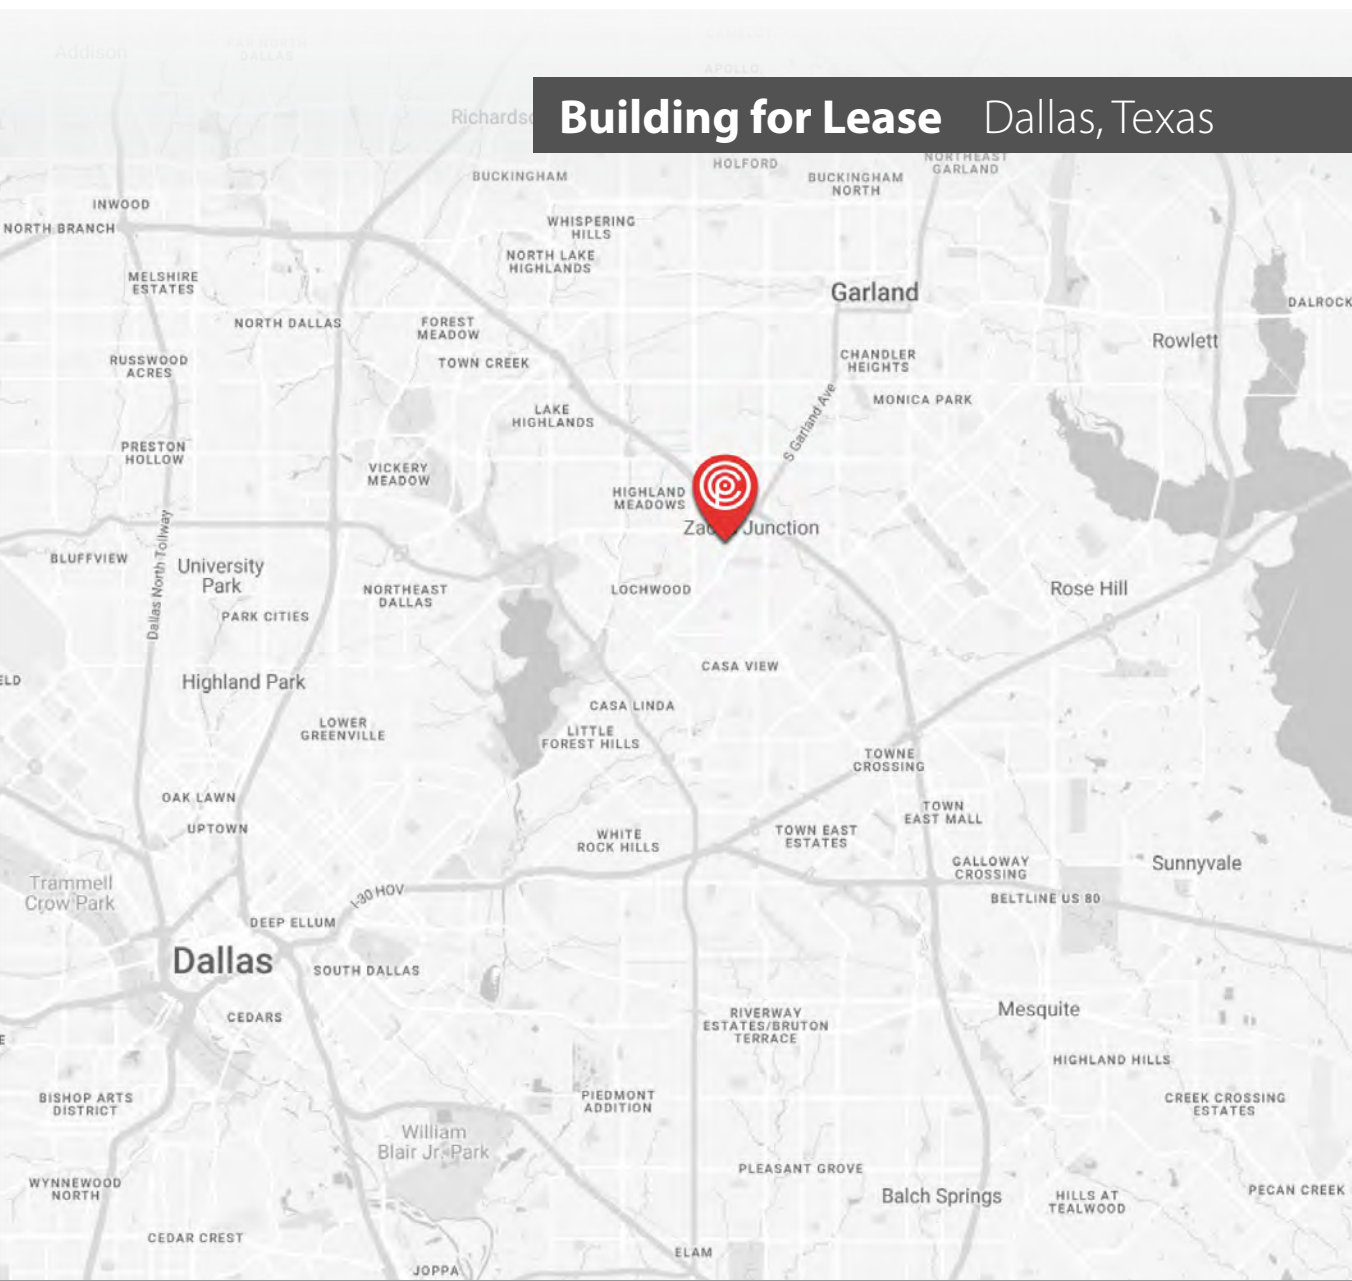 Addison
FAR NORTH
DALLAS
APOLLO,
Building for Lease Dallas, Texas
HOLFORD
BUCKINGHAM
BUCKINGHAM
NORTH
NORTHEAST
GARLAND
INWOOD
NORTH BRANCH
WHISPERING
HILLS
NORTH LAKE
HIGHLANDS
MELSHIRE
ESTATES
Garland
DALROCK
NORTH DALLAS
FOREST
MEADOW
Rowlett
RUSSWOOD
ACRES
TOWN CREEK
CHANDLER
HEIGHTS
MONICA PARK
LAKE
HIGHLANDS
S Garland Ave
PRESTON
HOLLOW
VICKERY
MEADOW
HIGHLAND
MEADOWS
Junction
Dallas North Tollway
BLUFFVIEW
University
Park
NORTHEAST
DALLAS
LOCHWOOD
Rose Hill
PARK CITIES
CASA VIEW
Highland Park
CASA LINDA
LOWER
GREENVILLE
LITTLE
FOREST HILLS
TOWNE
CROSSING
OAK LAWN
TOWN
EAST MALL
UPTOWN
WHITE
ROCK HILLS
TOWN EAST
ESTATES
GALLOWAY
CROSSING
Sunnyvale
Trammell
Crow Park
I-30 HOV
BELTLINE US 80
DEEP ELLUM
Dallas
SOUTH DALLAS
CEDARS
RIVERWAY
ESTATES/BRUTON
TERRACE
Mesquite
HIGHLAND HILLS
BISHOP ARTS
DISTRICT
PIEDMONT
ADDITION
CREEK CROSSING
ESTATES
William
Blair Jr. Park
PLEASANT GROVE
WYNNEWOOD
NORTH
Balch Springs
HILLS AT
TEALWOOD
PECAN CREEK
CEDAR CREST
ELAM
JOPPA